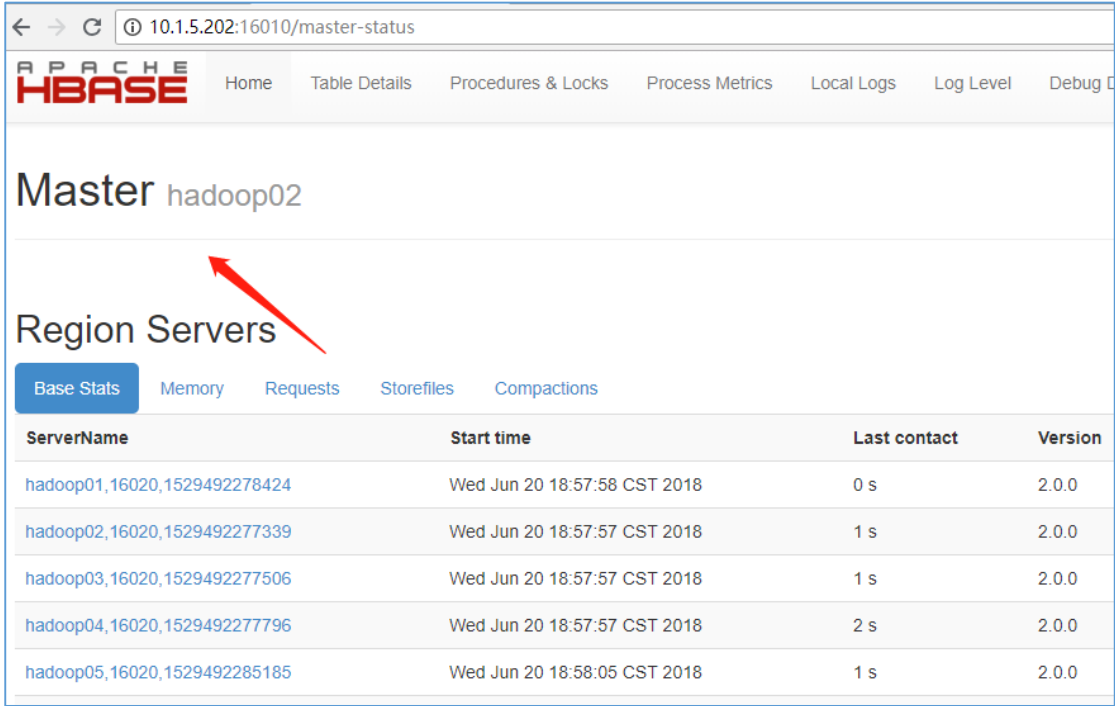 10.1.5.202:16010/master-status
APACHE
HBASE Home Table Details Procedures & Locks Process Metrics Local Logs Log Level Debug D
Master hadoop02
Region Servers
Base Stats Memory Requests Storefiles Compactions
ServerName Start time Last contact Version
hadoop01,16020,1529492278424 Wed Jun 20 18:57:58 CST 2018 0 s 2.0.0
hadoop02,16020,1529492277339 Wed Jun 20 18:57:57 CST 2018 1 s 2.0.0
hadoop03,16020,1529492277506 Wed Jun 20 18:57:57 CST 2018 1 s 2.0.0
hadoop04,16020,1529492277796 Wed Jun 20 18:57:57 CST 2018 2 s 2.0.0
hadoop05,16020,1529492285185 Wed Jun 20 18:58:05 CST 2018 1 s 2.0.0